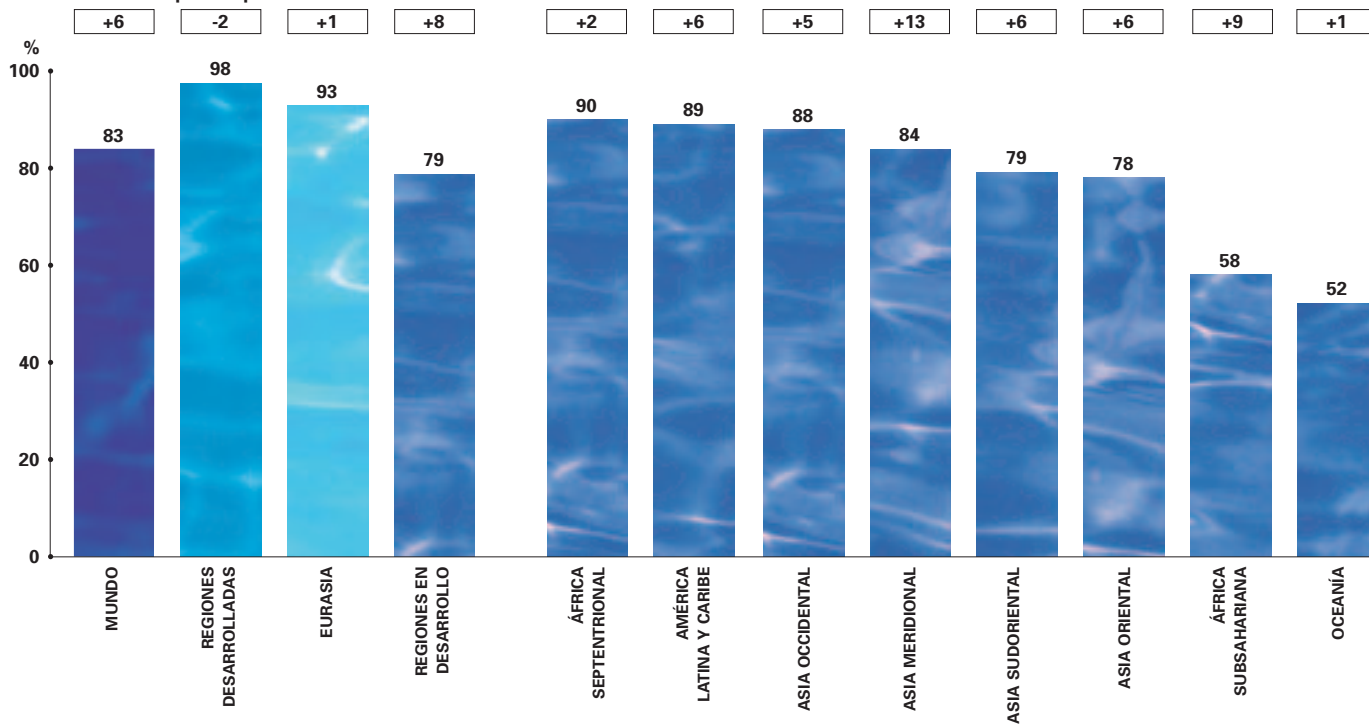 +6 -2 +1 +8 +2 +6 +5 +13 +6 +6 +9 +1
%
100
80
60
40
20
0
83
98
93
79
90
89
88
84
79
78
58
52
MUNDO
REGIONES
DESARROLLADAS
EURASIA
REGIONES EN
DESARROLLO
ÁFRICA
SEPTENTRIONAL
AMÉRICA
LATINA Y CARIBE
ASIA OCCIDENTAL
ASIA MERIDIONAL
ASIA SUDORIENTAL
ASIA ORIENTAL
ÁFRICA
SUBSAHARIANA
OCEANÍA